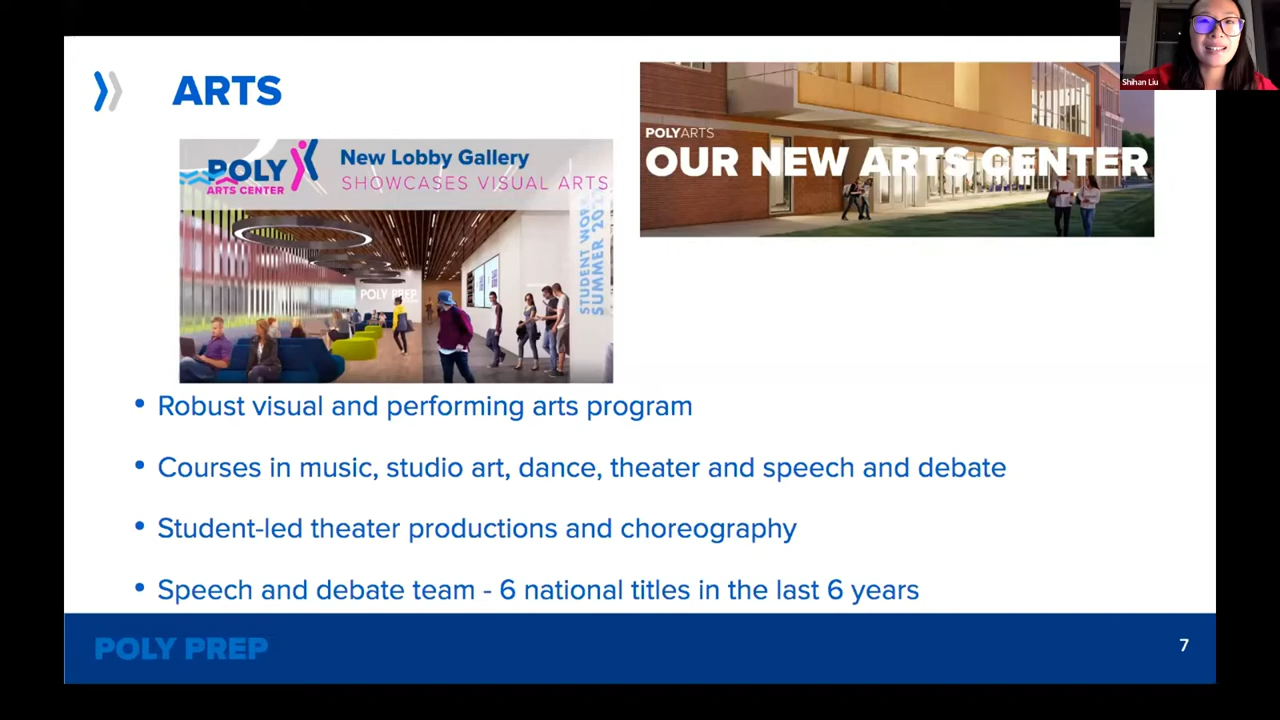 ARTS
POLY
ARTS CENTER
New Lobby Gallery
SHOWCASES VISUAL ARTS
POLY PREP
STUDENT WORK
POLYARTS
OUR NEW ARTS CENTER
Shihan Liu
• Robust visual and performing arts program
• Courses in music, studio art, dance, theater and speech and debate
• Student-led theater productions and choreography
• Speech and debate team - 6 national titles in the last 6 years
POLY PREP
7